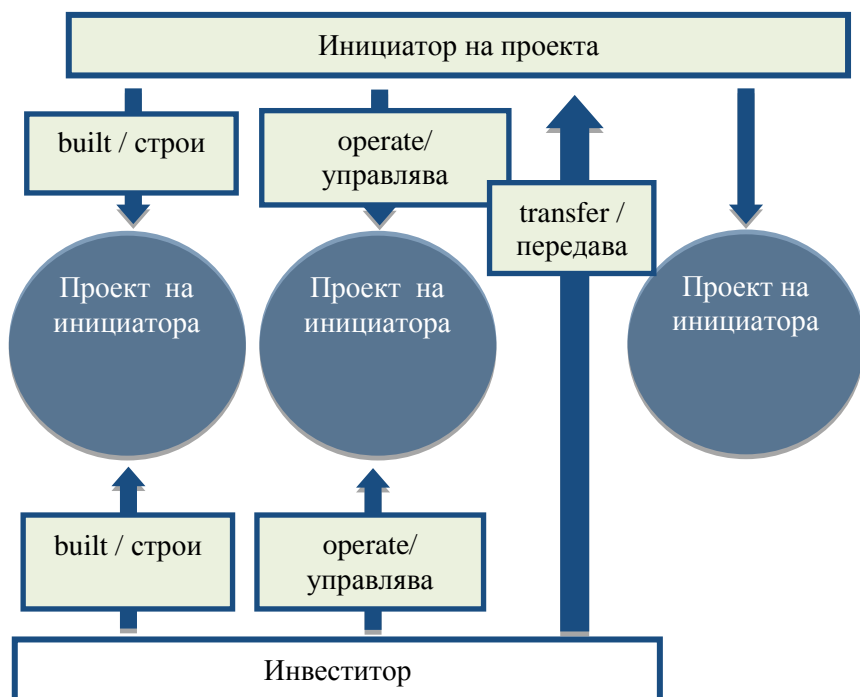 Инициатор на проекта
built / строи
operate/
управлява
transfer /
передава
Проект на
инициатора
Проект на
инициатора
Проект на
инициатора
built / строи
operate/
управлява
Инвеститор